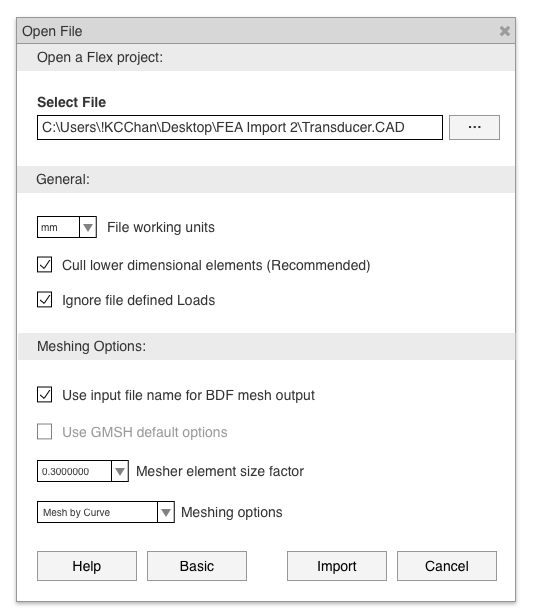 Open File
Open a Flex project:
Select File
C:\Users\!KCChan\Desktop\FEA Import 2\Transducer.CAD
...
General:
mm File working units
Cull lower dimensional elements (Recommended)
Ignore file defined Loads
Meshing Options:
Use input file name for BDF mesh output
Use GMSH default options
0.3000000 Mesher element size factor
Mesh by Curve Meshing options
Help Basic Import Cancel